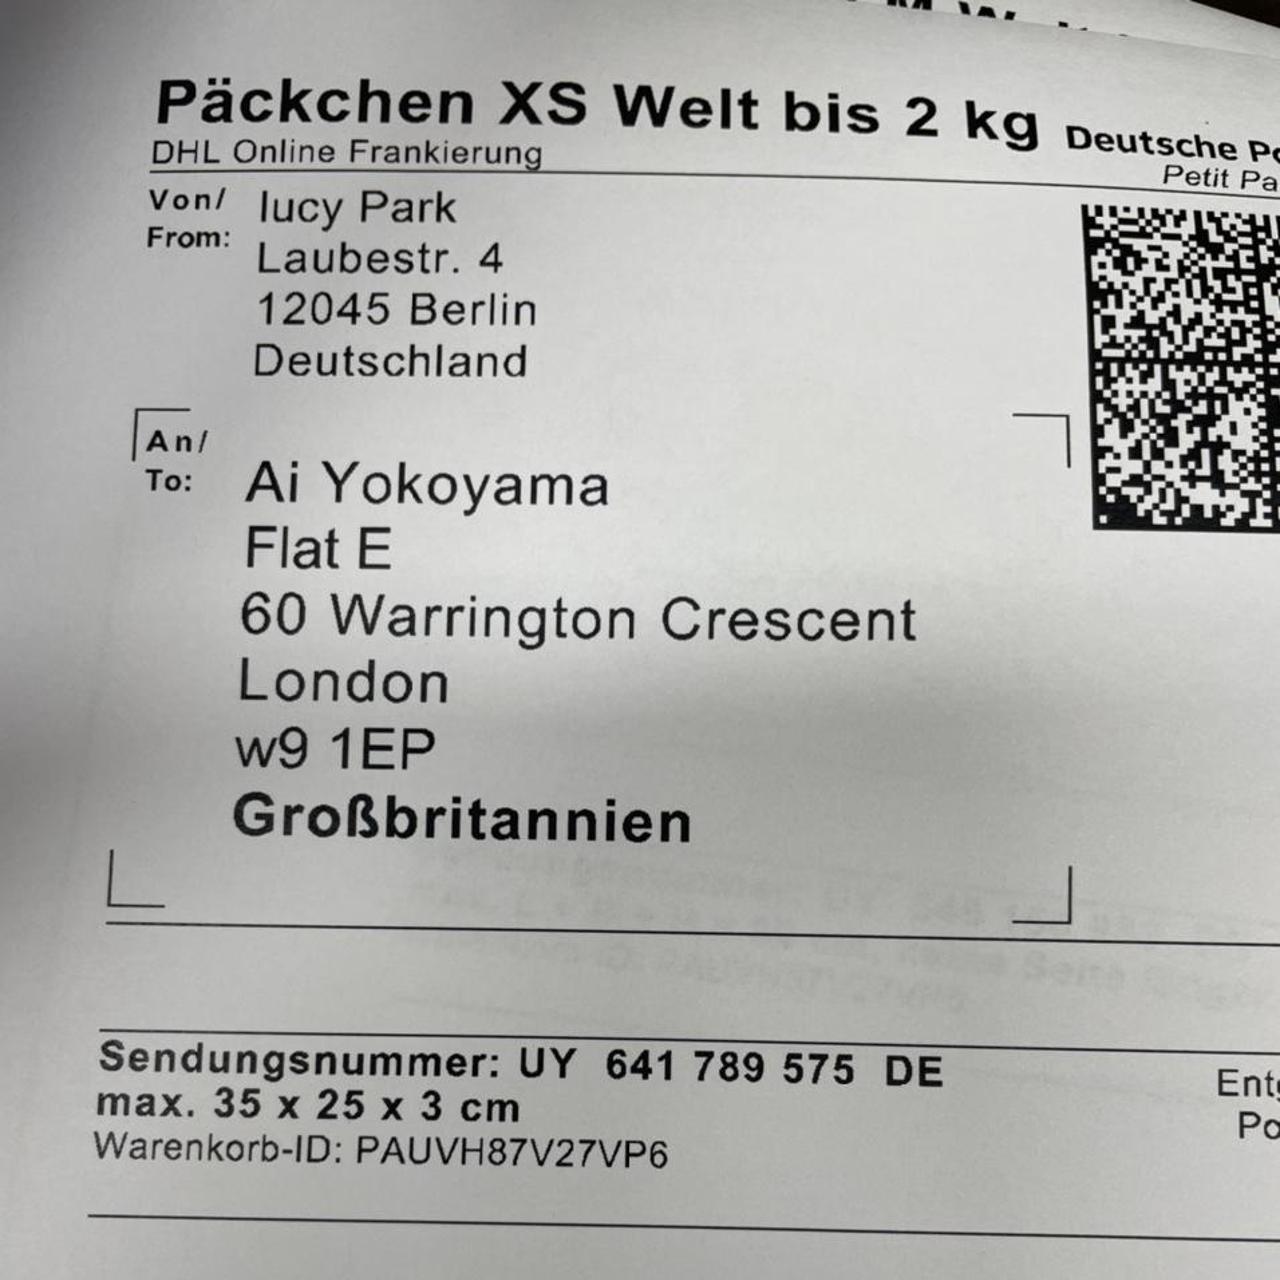 Päckchen XS Welt bis 2 kg
Deutsche
DHL Online Frankierung
Petit
Von/
From:
lucy Park
Laubestr. 4
12045 Berlin
Deutschland
An/
To:
Ai Yokoyama
Flat E
60 Warrington Crescent
London
w9 1EP
Großbritannien
Sendungsnummer: UY 641 789 575 DE
max. 35 x 25 x 3 cm
Warenkorb-ID: PAUVH87V27VP6